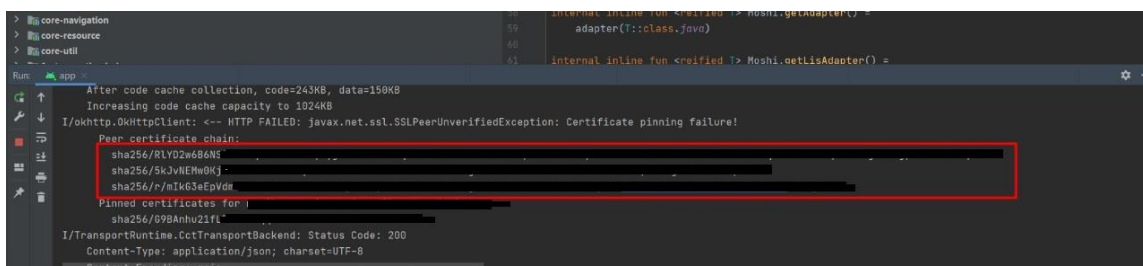 core-navigation
core-resource
core-util
58 internal inline fun <reified T> Moshi.getAdapter() =
59 adapter(T::class.java)
60
61 internal inline fun <reified T> Moshi.getLisAdapter() =
Run: app
After code cache collection, code=243KB, data=150KB
Increasing code cache capacity to 1024KB
I/okhttp.OkHttpClient: <-- HTTP FAILED: javax.net.ssl.SSLPeerUnverifiedException: Certificate pinning failure!
Peer certificate chain:
sha256/RlYD2w6B6NS
sha256/5kJvNEMw0Kj
sha256/r/mIkG3eEpVdm
Pinned certificates for
sha256/G9BAnhu21fL
I/TransportRuntime.CctTransportBackend: Status Code: 200
Content-Type: application/json; charset=UTF-8